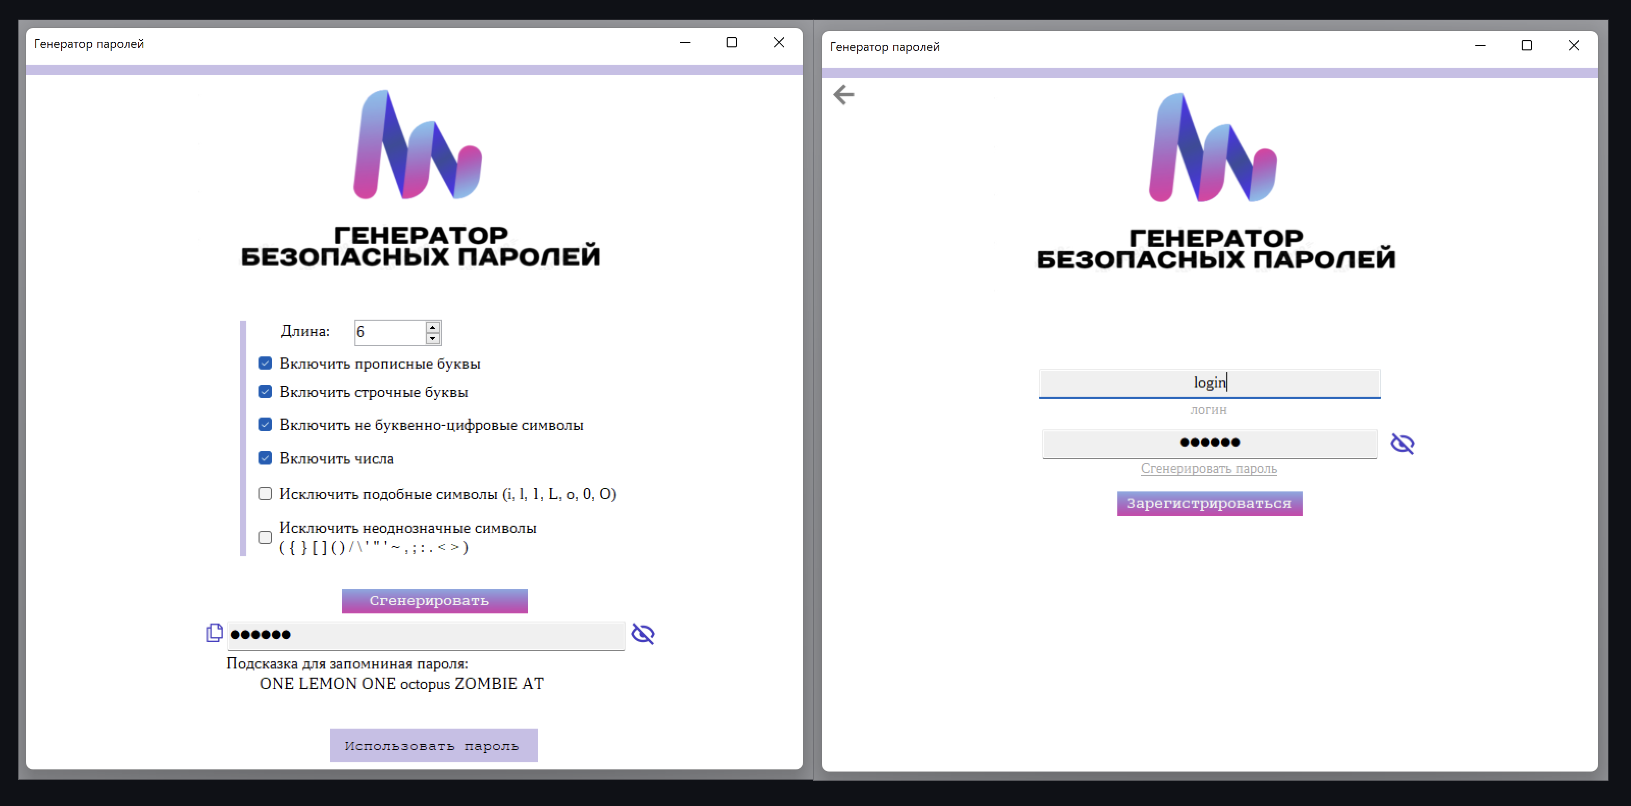 Генератор паролей
ГЕНЕРАТОР
БЕЗОПАСНЫХ ПАРОЛЕЙ
Длина: 6
Включить прописные буквы
Включить строчные буквы
Включить не буквенно-цифровые символы
Включить числа
Исключить подобные символы (i, l, 1, L, o, 0, O)
Исключить неоднозначные символы
( { } [ ] ( ) / \ ' " ' ~ , ; : . < > )
Сгенерировать
●●●●●●
Подсказка для запомниная пароля:
ONE LEMON ONE octopus ZOMBIE AT
Использовать пароль
Генератор паролей
ГЕНЕРАТОР
БЕЗОПАСНЫХ ПАРОЛЕЙ
login
логин
●●●●●●
Сгенерировать пароль
Зарегистрироваться